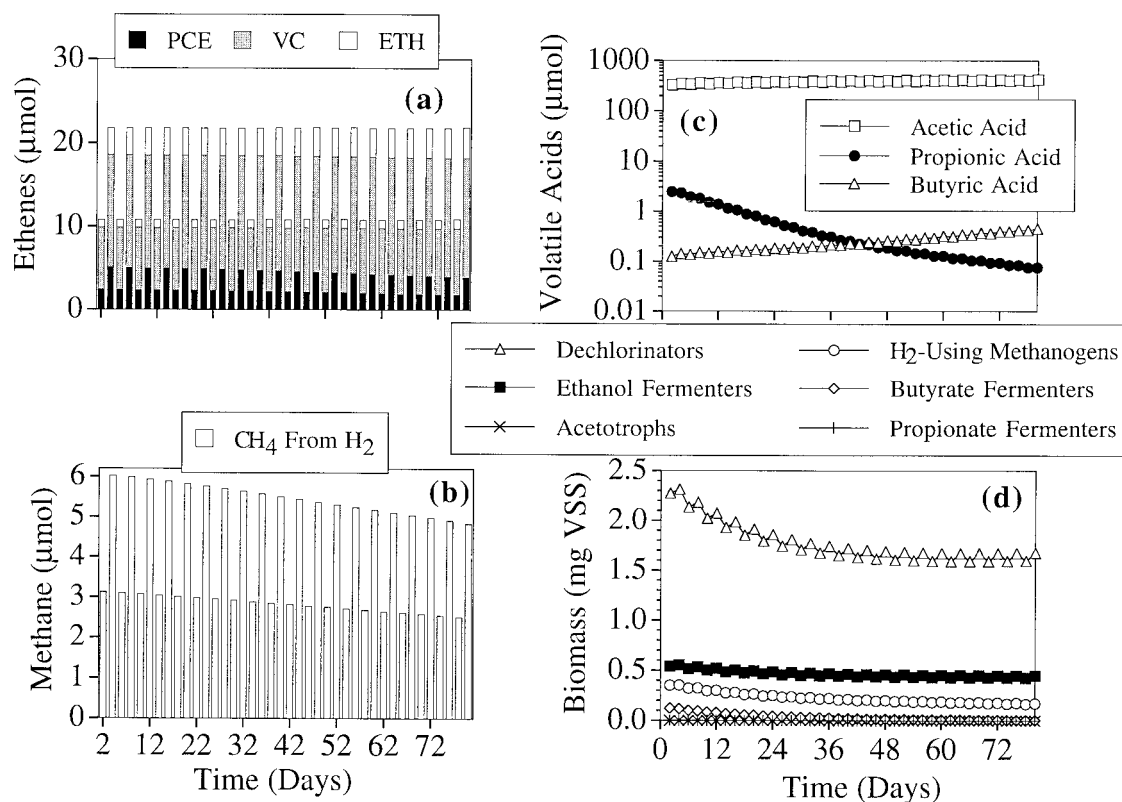 PCE VC ETH
30
20
10
0
Ethenes (μmol)
(a)
1000
100
10
1
0.1
0.01
Volatile Acids (μmol)
(c)
Acetic Acid
Propionic Acid
Butyric Acid
Dechlorinators
Ethanol Fermenters
Acetotrophs
H₂-Using Methanogens
Butyrate Fermenters
Propionate Fermenters
CH₄ From H₂
6
5
4
3
2
1
0
Methane (μmol)
(b)
2 12 22 32 42 52 62 72
Time (Days)
2.5
2.0
1.5
1.0
0.5
0.0
Biomass (mg VSS)
(d)
0 12 24 36 48 60 72
Time (Days)